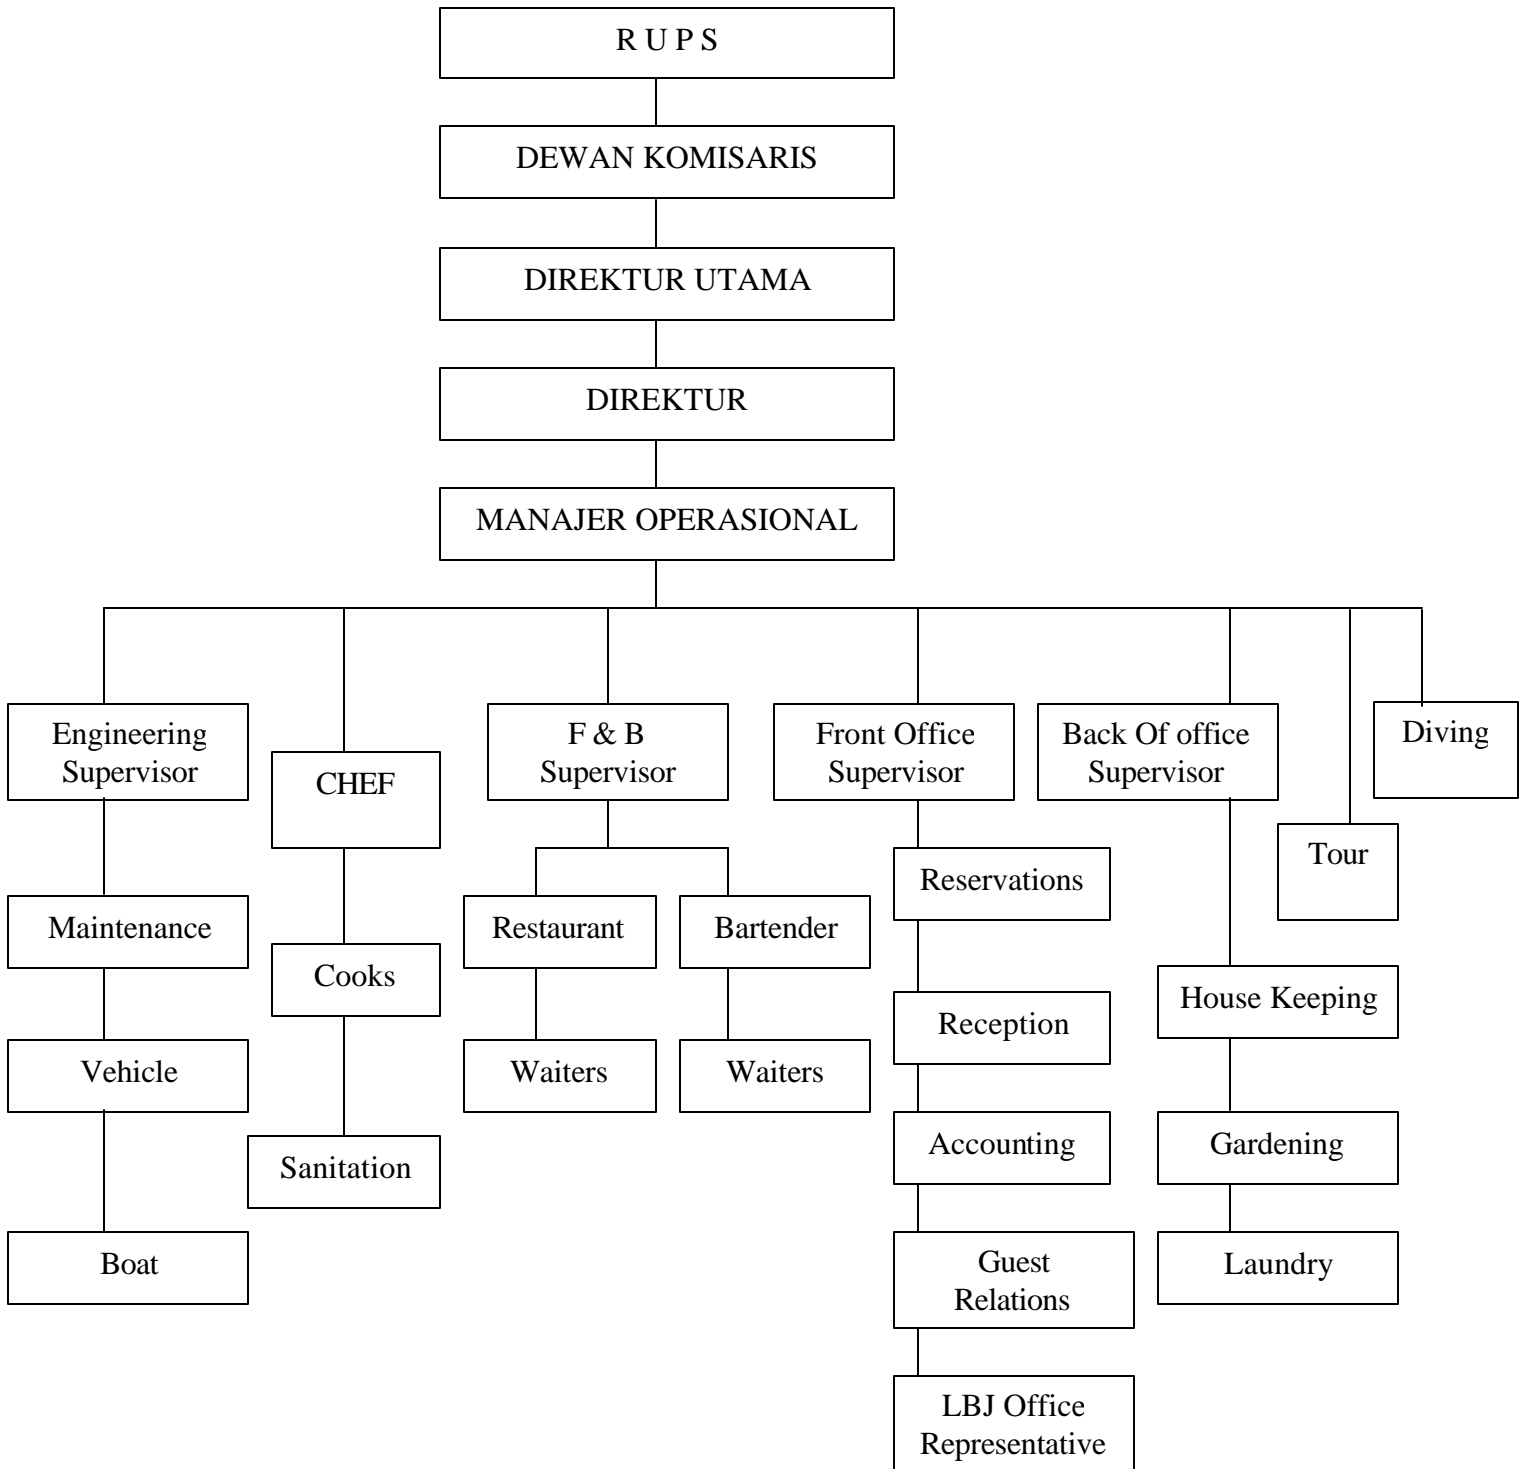 R U P S
DEWAN KOMISARIS
DIREKTUR UTAMA
DIREKTUR
MANAJER OPERASIONAL
Engineering
Supervisor
CHEF
F & B
Supervisor
Front Office
Supervisor
Back Of office
Supervisor
Diving
Tour
Reservations
Maintenance
Restaurant
Bartender
Cooks
House Keeping
Reception
Vehicle
Waiters
Waiters
Accounting
Gardening
Sanitation
Boat
Guest
Relations
Laundry
LBJ Office
Representative